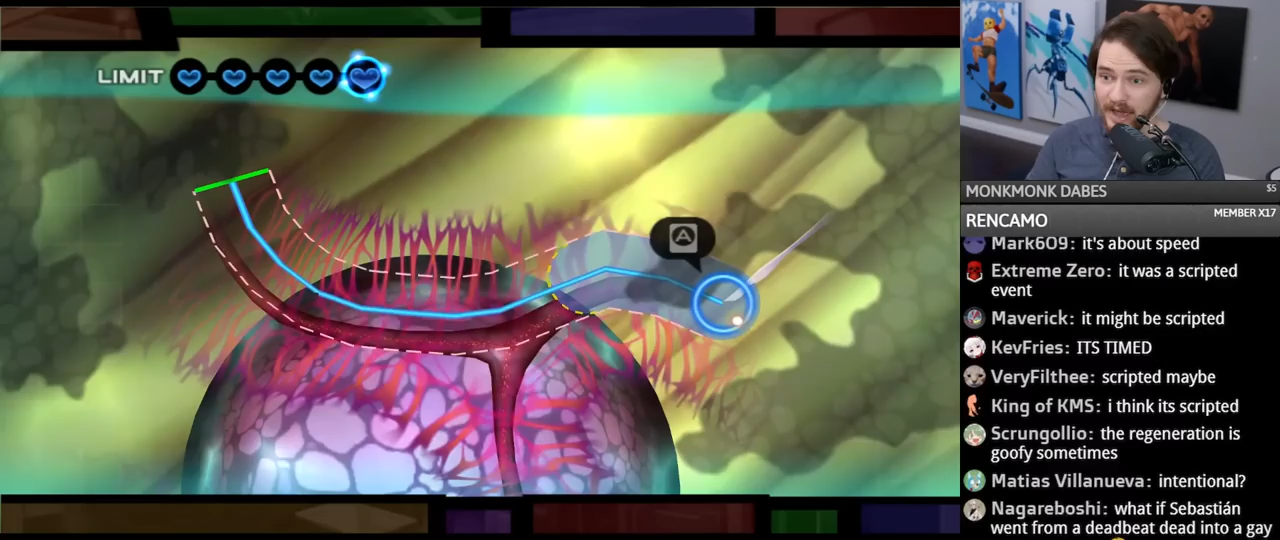 LIMIT
A
MONKMONK DABES
$5
RENCAMO
MEMBER X17
Mark609: it's about speed
Extreme Zero: it was a scripted
event
Maverick: it might be scripted
KevFries: ITS TIMED
VeryFilthee: scripted maybe
King of KMS: i think its scripted
Scrungollio: the regeneration is
goofy sometimes
Matias Villanueva: intentional?
Nagareboshi: what if Sebastián
went from a deadbeat dead into a gay